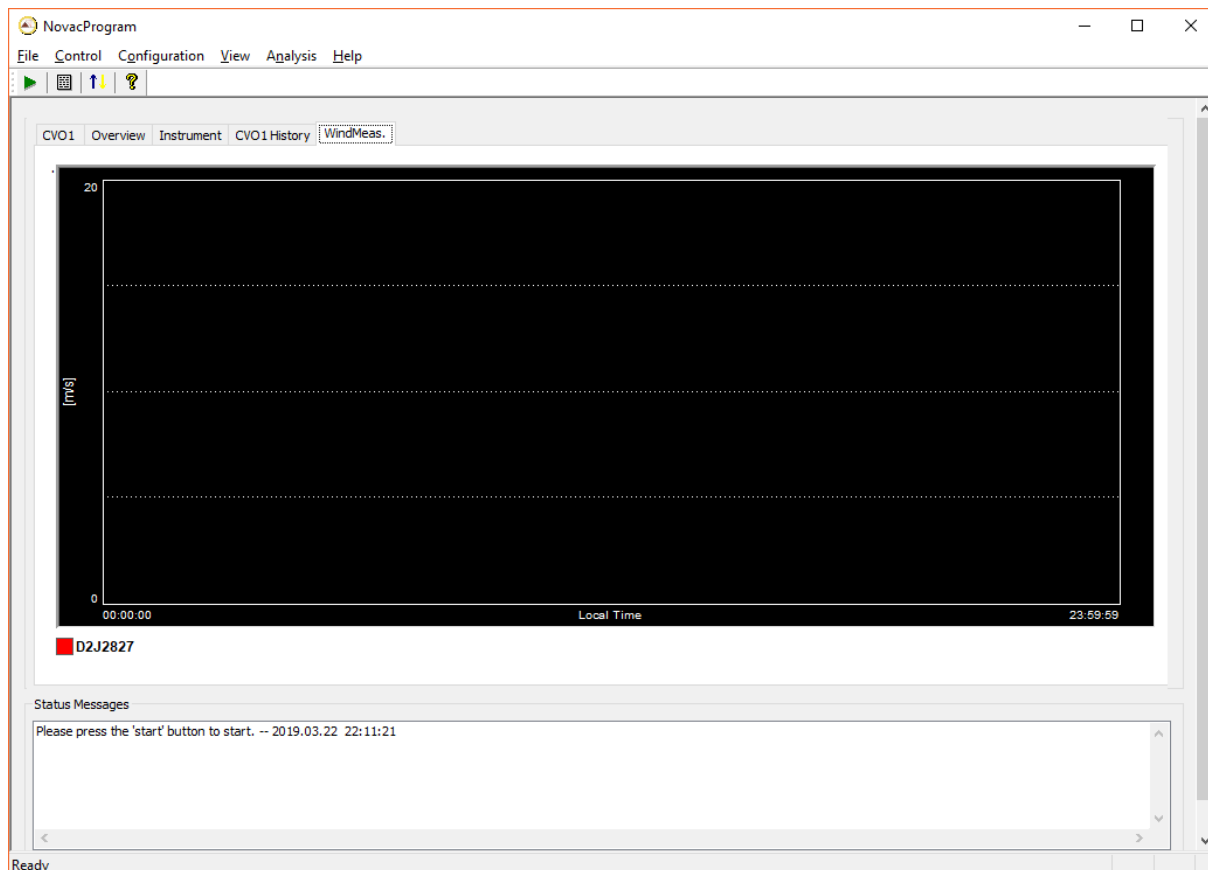 NovacProgram
File Control Configuration View Analysis Help
CVO1 Overview Instrument CVO1 History WindMeas.
20
[m/s]
0
00:00:00 Local Time 23:59:59
D2J2827
Status Messages
Please press the 'start' button to start. -- 2019.03.22 22:11:21
Ready